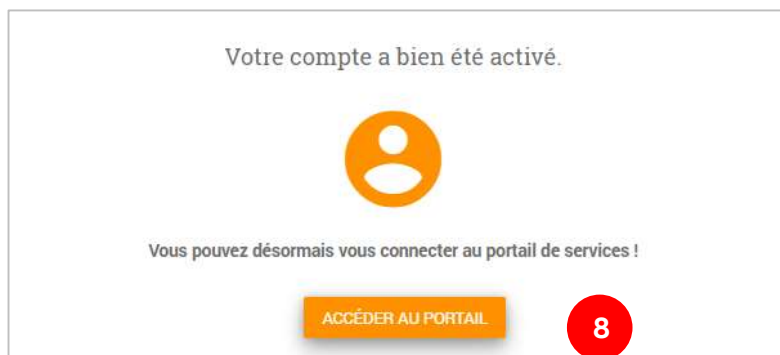 Votre compte a bien été activé.
Vous pouvez désormais vous connecter au portail de services !
ACCÉDER AU PORTAIL
8